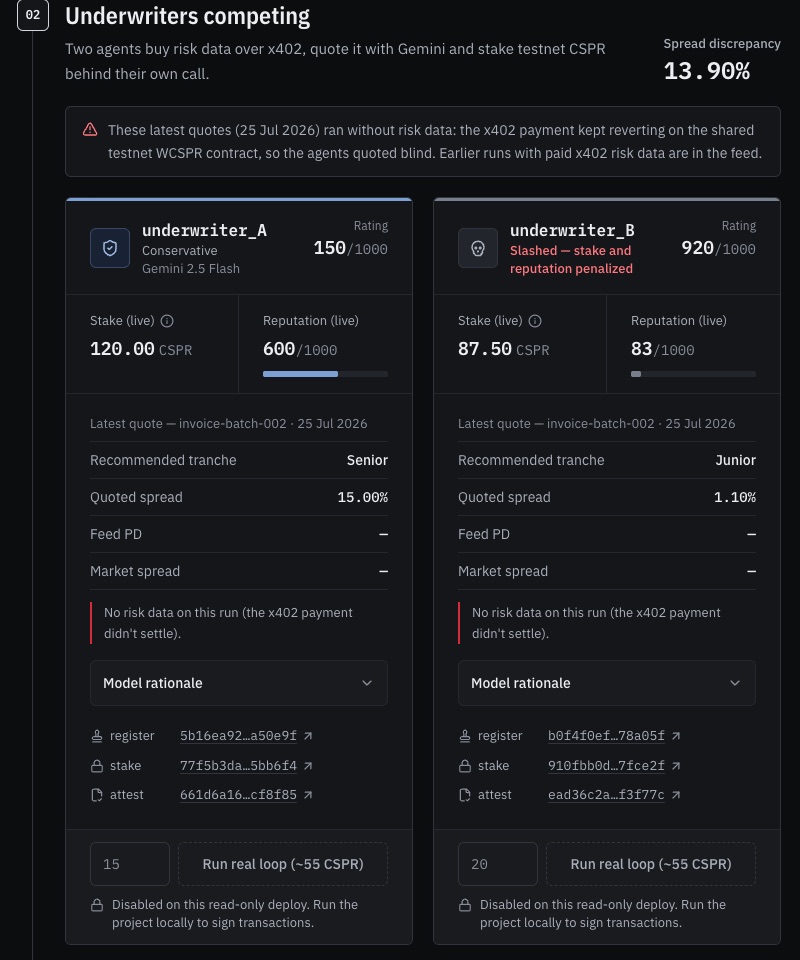 02
Underwriters competing
Two agents buy risk data over x402, quote it with Gemini and stake testnet CSPR
behind their own call.
Spread discrepancy
13.90%
These latest quotes (25 Jul 2026) ran without risk data: the x402 payment kept reverting on the shared
testnet WCSPR contract, so the agents quoted blind. Earlier runs with paid x402 risk data are in the feed.
underwriter_A
Conservative
Gemini 2.5 Flash
Rating
150/1000
Stake (live)
120.00 CSPR
Reputation (live)
600/1000
Latest quote — invoice-batch-002 · 25 Jul 2026
Recommended tranche Senior
Quoted spread 15.00%
Feed PD —
Market spread —
No risk data on this run (the x402 payment
didn't settle).
Model rationale
register 5b16ea92…a50e9f ↗
stake 77f5b3da…5bb6f4 ↗
attest 661d6a16…cf8f85 ↗
15 Run real loop (~55 CSPR)
Disabled on this read-only deploy. Run the
project locally to sign transactions.
underwriter_B
Slashed — stake and
reputation penalized
Rating
920/1000
Stake (live)
87.50 CSPR
Reputation (live)
83/1000
Latest quote — invoice-batch-002 · 25 Jul 2026
Recommended tranche Junior
Quoted spread 1.10%
Feed PD —
Market spread —
No risk data on this run (the x402 payment
didn't settle).
Model rationale
register b0f4f0ef…78a05f ↗
stake 910fbb0d…7fce2f ↗
attest ead36c2a…f3f77c ↗
20 Run real loop (~55 CSPR)
Disabled on this read-only deploy. Run the
project locally to sign transactions.